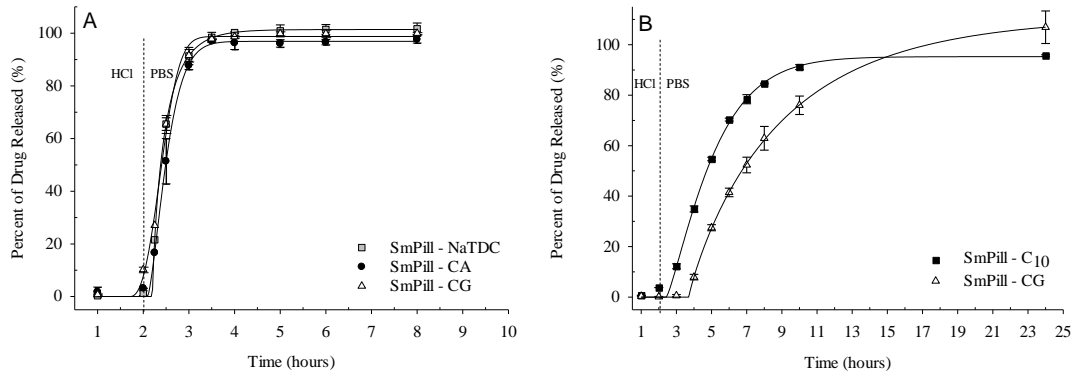 A
HCl
PBS
Percent of Drug Released (%)
100
80
60
40
20
0
SmPill - NaTDC
SmPill - CA
SmPill - CG
1 2 3 4 5 6 7 8 9 10
Time (hours)
B
HCl
PBS
Percent of Drug Released (%)
100
80
60
40
20
0
SmPill - C10
SmPill - CG
1 3 5 7 9 11 13 15 17 19 21 23 25
Time (hours)